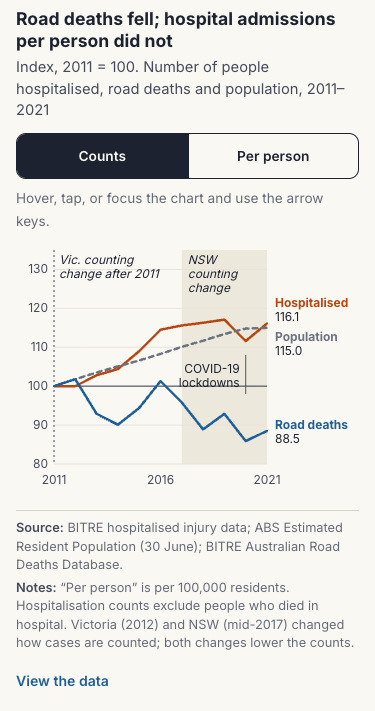 Road deaths fell; hospital admissions
per person did not
Index, 2011 = 100. Number of people
hospitalised, road deaths and population, 2011–
2021
Counts
Per person
Hover, tap, or focus the chart and use the arrow
keys.
Vic. counting
change after 2011
NSW
counting
change
130
120
110
100
90
80
Hospitalised
116.1
Population
115.0
COVID-19
lockdowns
Road deaths
88.5
2011
2016
2021
Source: BITRE hospitalised injury data; ABS Estimated
Resident Population (30 June); BITRE Australian Road
Deaths Database.
Notes: “Per person” is per 100,000 residents.
Hospitalisation counts exclude people who died in
hospital. Victoria (2012) and NSW (mid-2017) changed
how cases are counted; both changes lower the counts.
View the data